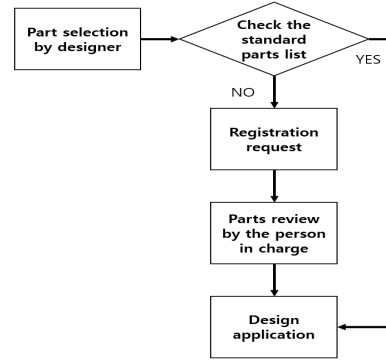 Part selection
by designer
Check the
standard
parts list
YES
NO
Registration
request
Parts review
by the person
in charge
Design
application